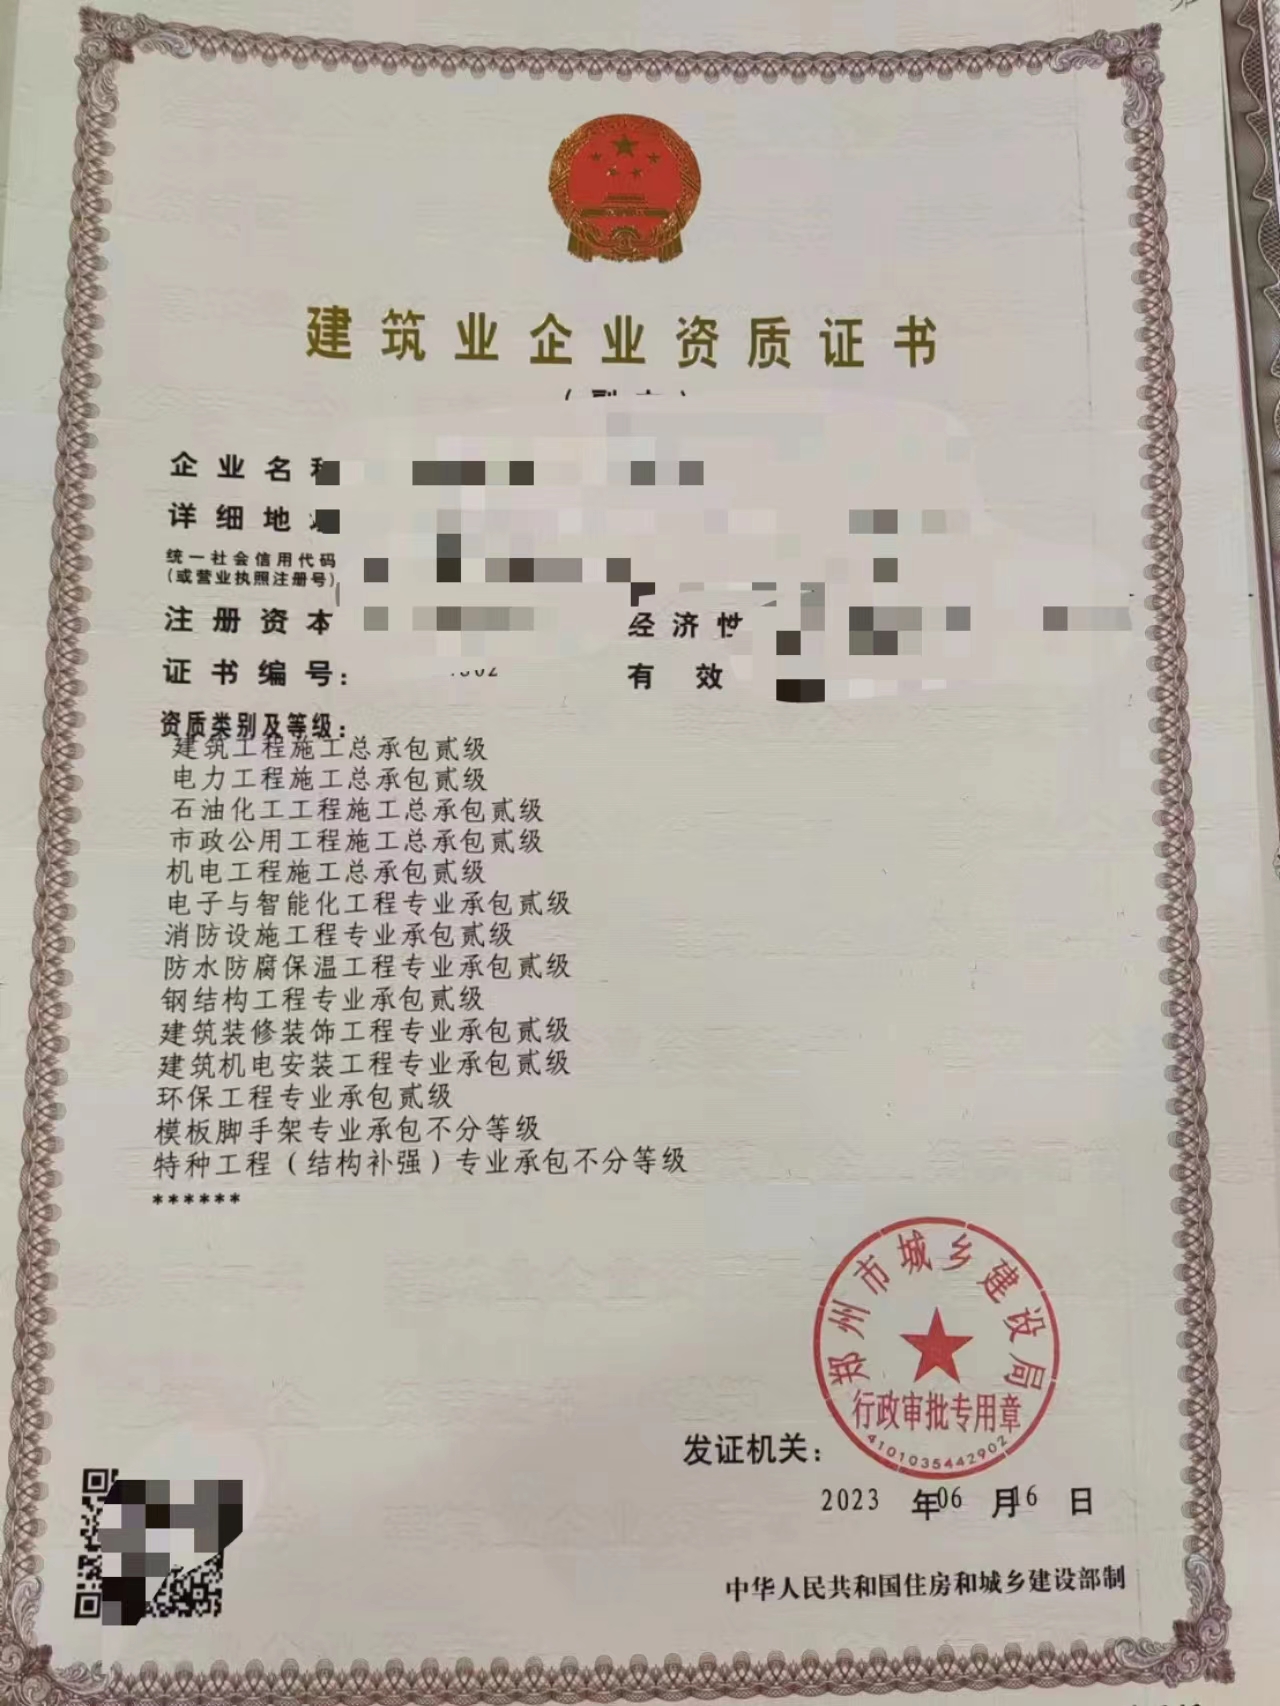 建筑业企业资质证书
企业名
详细地
统一社会信用代码
(或营业执照注册号)
注册资本
经济性
证书编号:
有效
资质类别及等级:
建筑工程施工总承包贰级
电力工程施工总承包贰级
石油化工工程施工总承包贰级
市政公用工程施工总承包贰级
机电工程施工总承包贰级
电子与智能化工程专业承包贰级
消防设施工程专业承包贰级
防水防腐保温工程专业承包贰级
钢结构工程专业承包贰级
建筑装修装饰工程专业承包贰级
建筑机电安装工程专业承包贰级
环保工程专业承包贰级
模板脚手架专业承包不分等级
特种工程(结构补强)专业承包不分等级
******
郑州市城乡建设局
行政审批专用章
4101035442902
发证机关:
2023 年06 月16 日
中华人民共和国住房和城乡建设部制